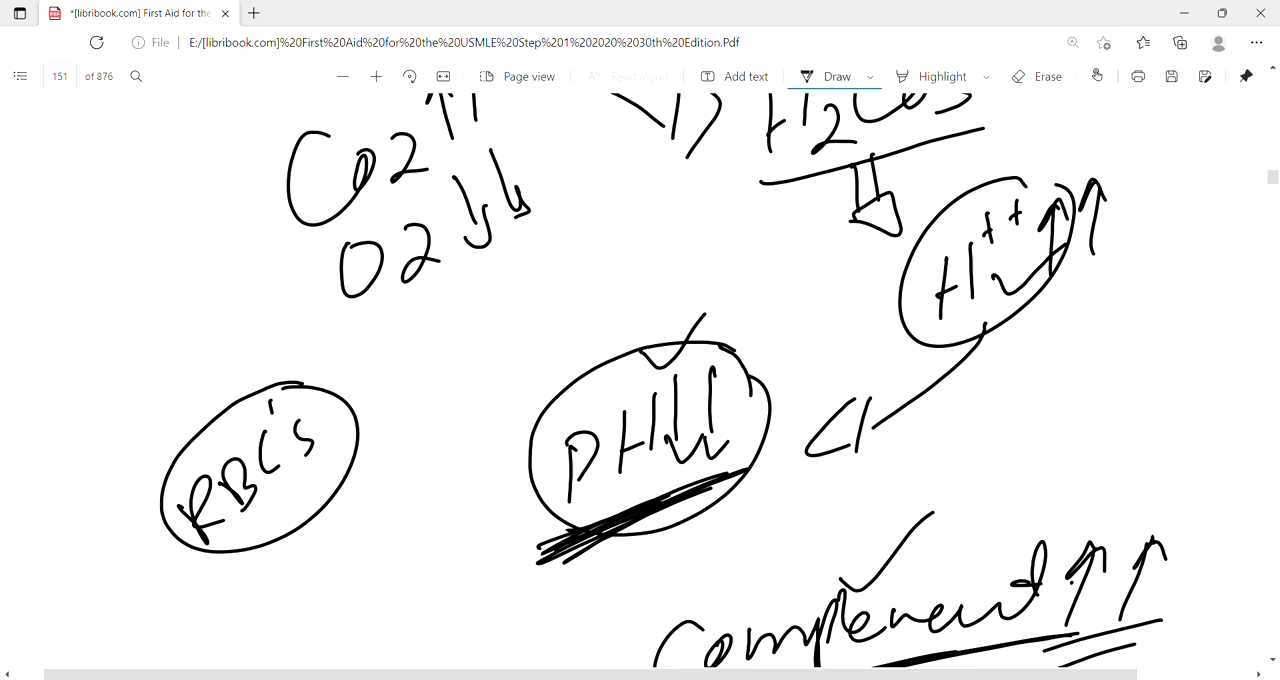 *[libribook.com] First Aid for the
File E:/[libribook.com]%20First%20Aid%20for%20the%20USMLE%20Step%201%202020%2030th%20Edition.Pdf
151 of 876 Page view Read aloud Add text Draw Highlight Erase
CO2 ↑↑ H2CO3
O2 ↓↓ H++ ↑↑
RBC's pH↓↓
Complement ↑↑